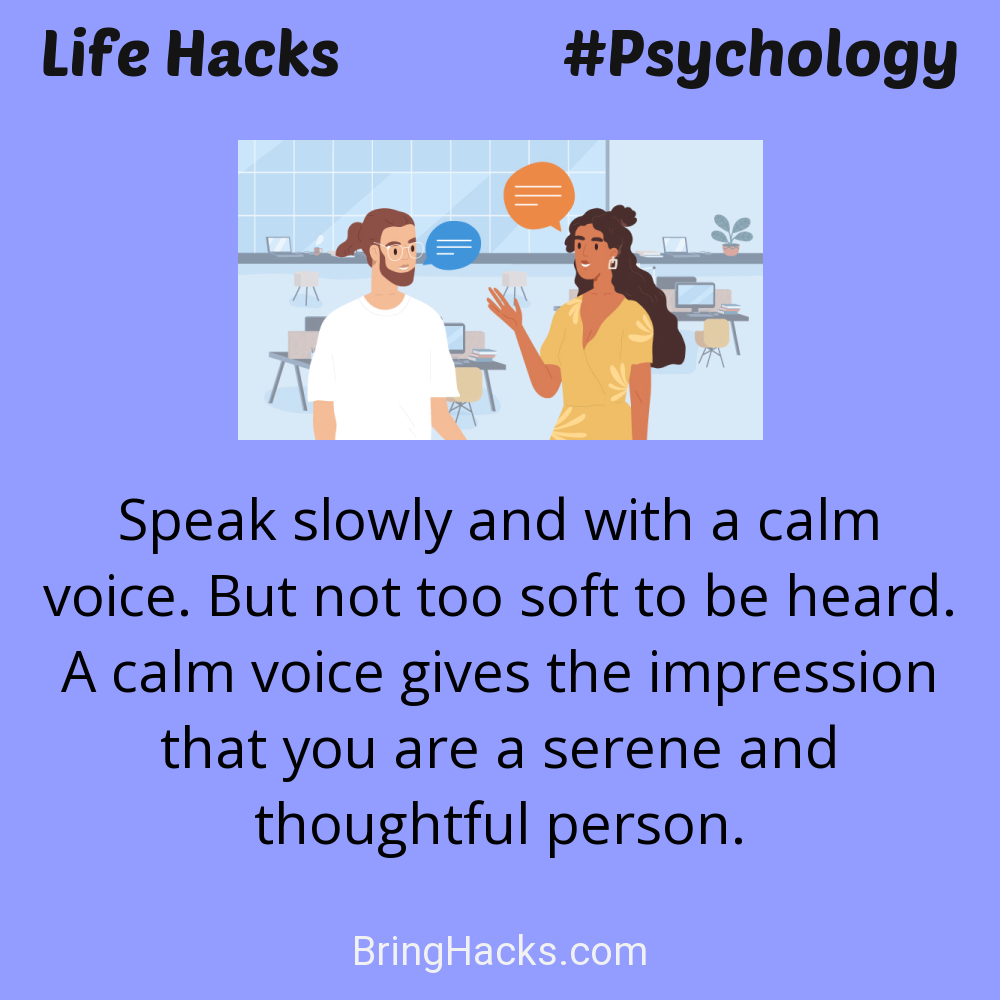 Life Hacks #Psychology
Speak slowly and with a calm
voice. But not too soft to be heard.
A calm voice gives the impression
that you are a serene and
thoughtful person.
BringHacks.com